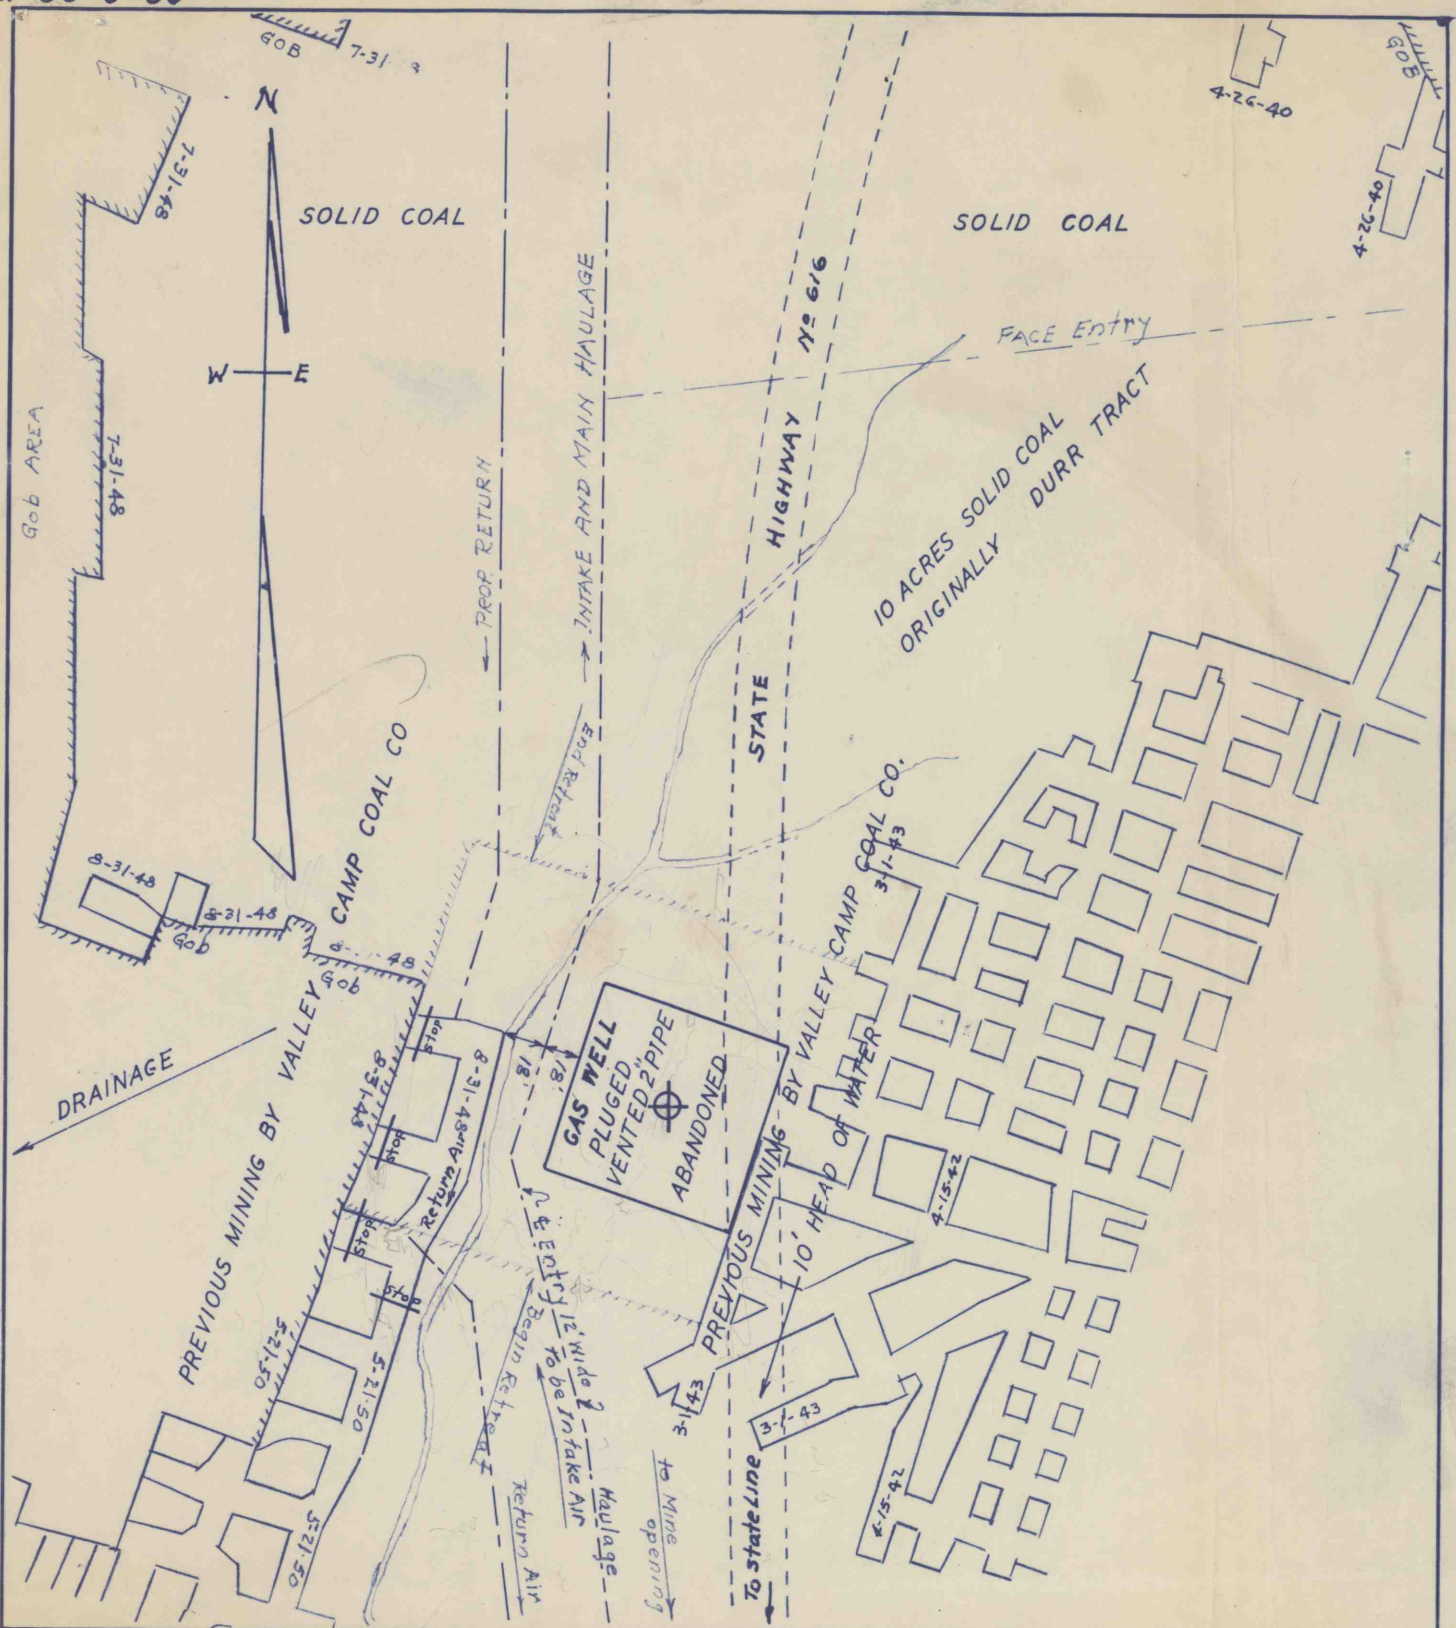 GOB
7-31
GOB
4-26-40
4-26-40
N
7-31-48
SOLID COAL
SOLID COAL
W E
INTAKE AND MAIN HAULAGE
Nº 616
HIGHWAY
STATE
FACE Entry
Gob AREA
7-31-48
PROP. RETURN
10 ACRES SOLID COAL
ORIGINALLY DURR TRACT
End Retreat
PREVIOUS MINING BY VALLEY CAMP COAL CO
8-31-48
8-31-48
Gob
8- -48
Gob
3-1-43
PREVIOUS MINING BY VALLEY CAMP COAL CO.
10' HEAD OF WATER
DRAINAGE
Stop
8-31-48
8-31-48
Stop
Return Air
Stop
Stop
18'
18'
GAS WELL
PLUGED
VENTED 2" PIPE
ABANDONED
4-15-42
5-21-50
5-21-50
5-21-50
Entry 12' wide
to be intake Air
Begin Retreat
Haulage
Return Air
3-1-43
3-1-43
4-15-42
to Mine
opening
To state LINE